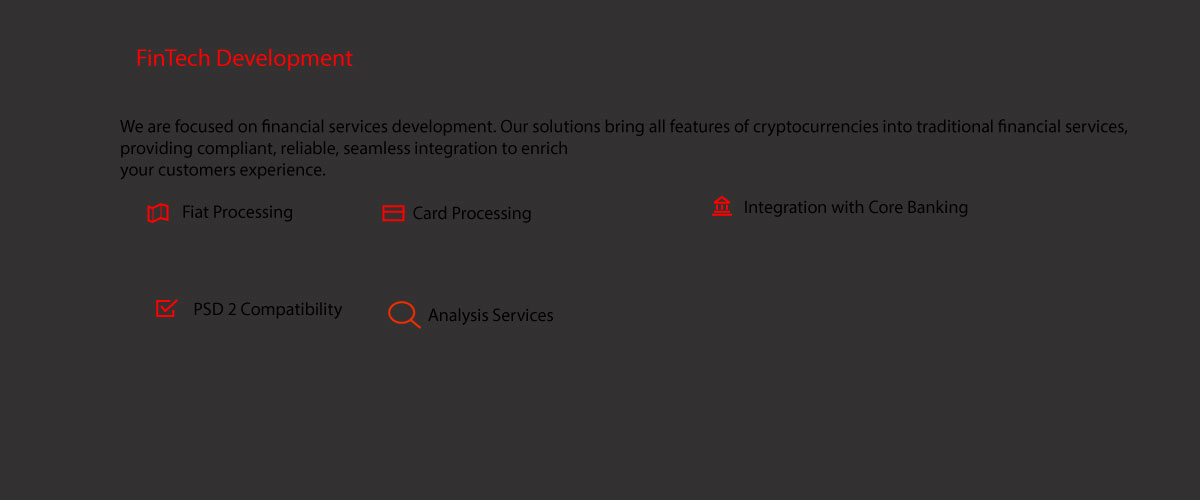 FinTech Development
We are focused on financial services development. Our solutions bring all features of cryptocurrencies into traditional financial services,
providing compliant, reliable, seamless integration to enrich
your customers experience.
Fiat Processing
Card Processing
Integration with Core Banking
PSD 2 Compatibility
Analysis Services